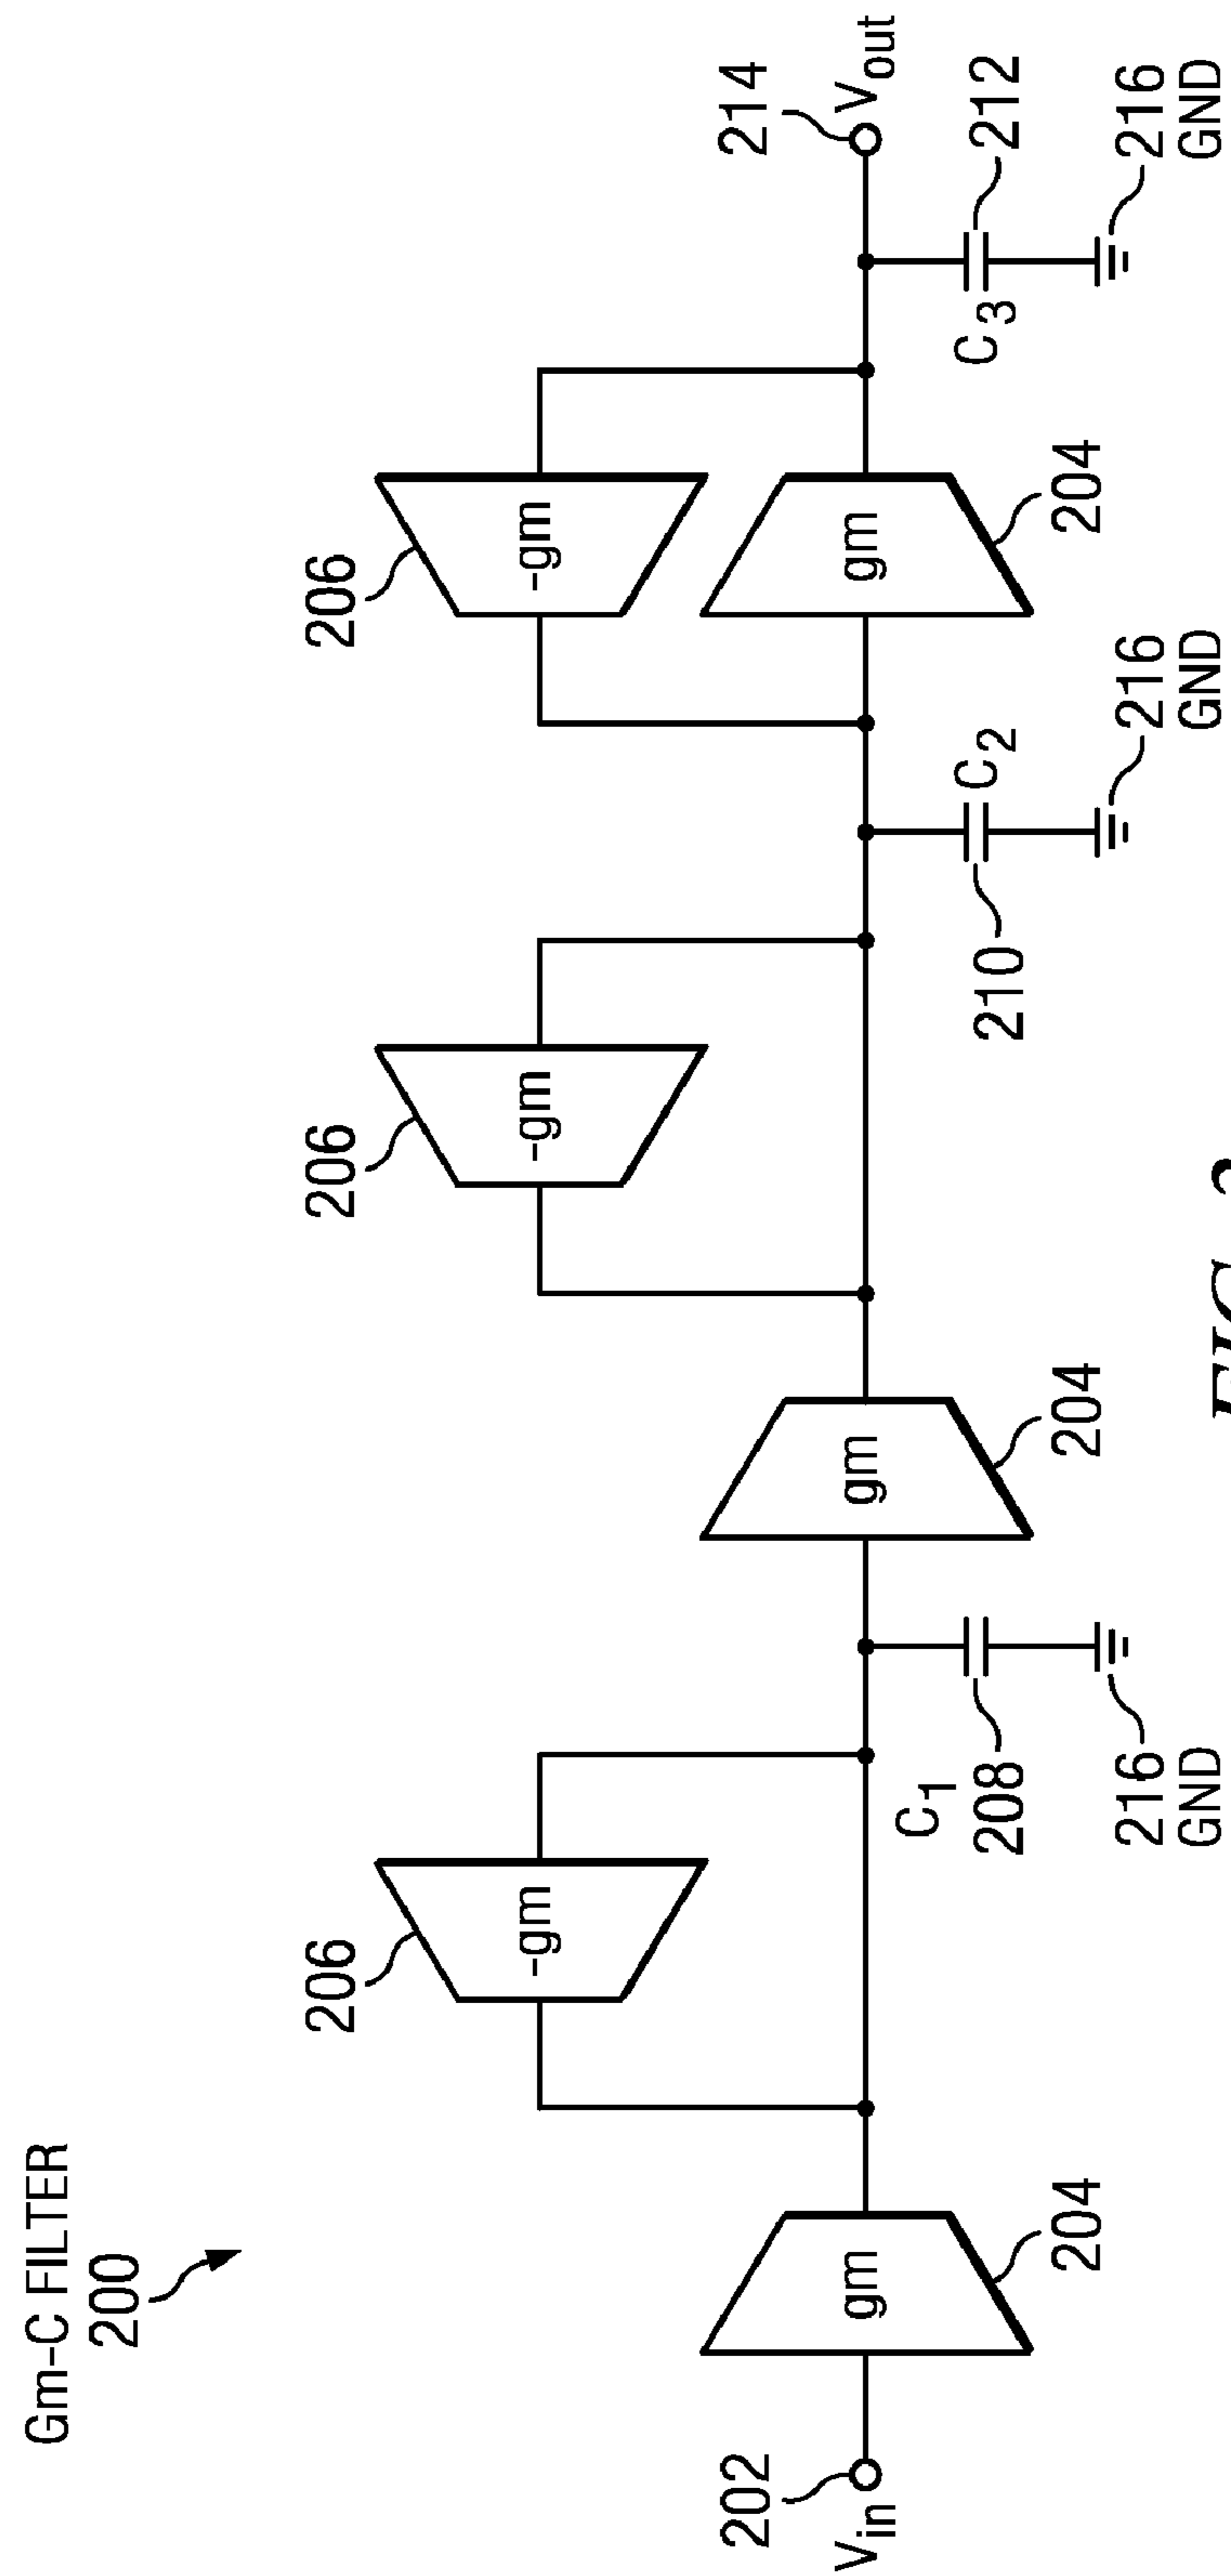 Gm-C FILTER
200
206
-gm
206
-gm
206
-gm
202
Vin
gm
204
C1
208
216
GND
gm
204
210
C2
216
GND
gm
204
C3
212
216
GND
214
Vout